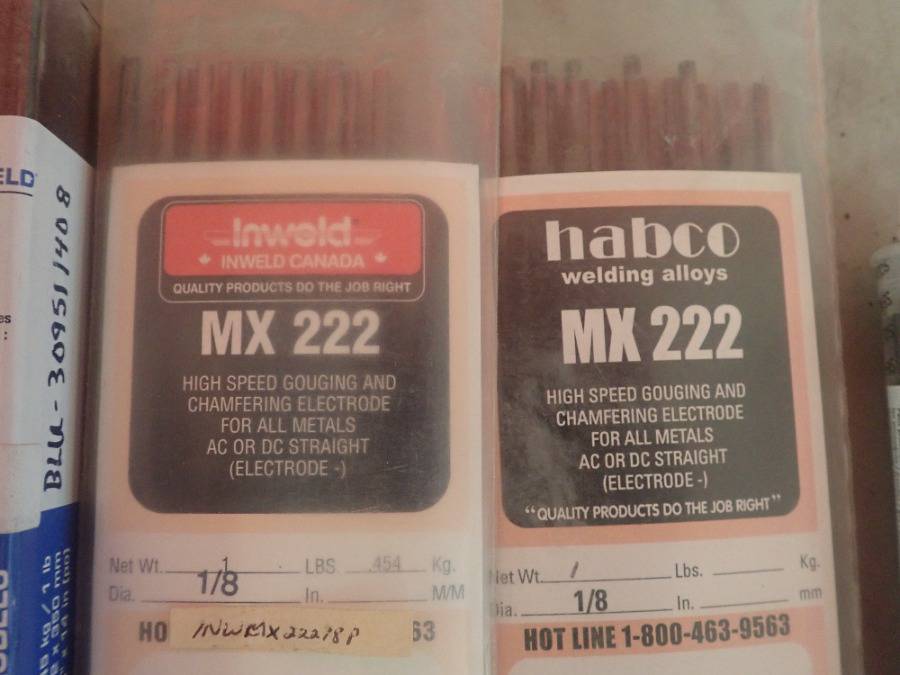 ELD
BLU - 30951 1408
Inweld
INWELD CANADA
QUALITY PRODUCTS DO THE JOB RIGHT
MX 222
HIGH SPEED GOUGING AND
CHAMFERING ELECTRODE
FOR ALL METALS
AC OR DC STRAIGHT
(ELECTRODE -)
Net Wt. 1 LBS .454 Kg.
Dia. 1/8 In. M/M
HO INWMX22218P 63
habco
welding alloys
MX 222
HIGH SPEED GOUGING AND
CHAMFERING ELECTRODE
FOR ALL METALS
AC OR DC STRAIGHT
(ELECTRODE -)
"QUALITY PRODUCTS DO THE JOB RIGHT"
Net Wt. / Lbs. Kg.
Dia. 1/8 In. mm
HOT LINE 1-800-463-9563